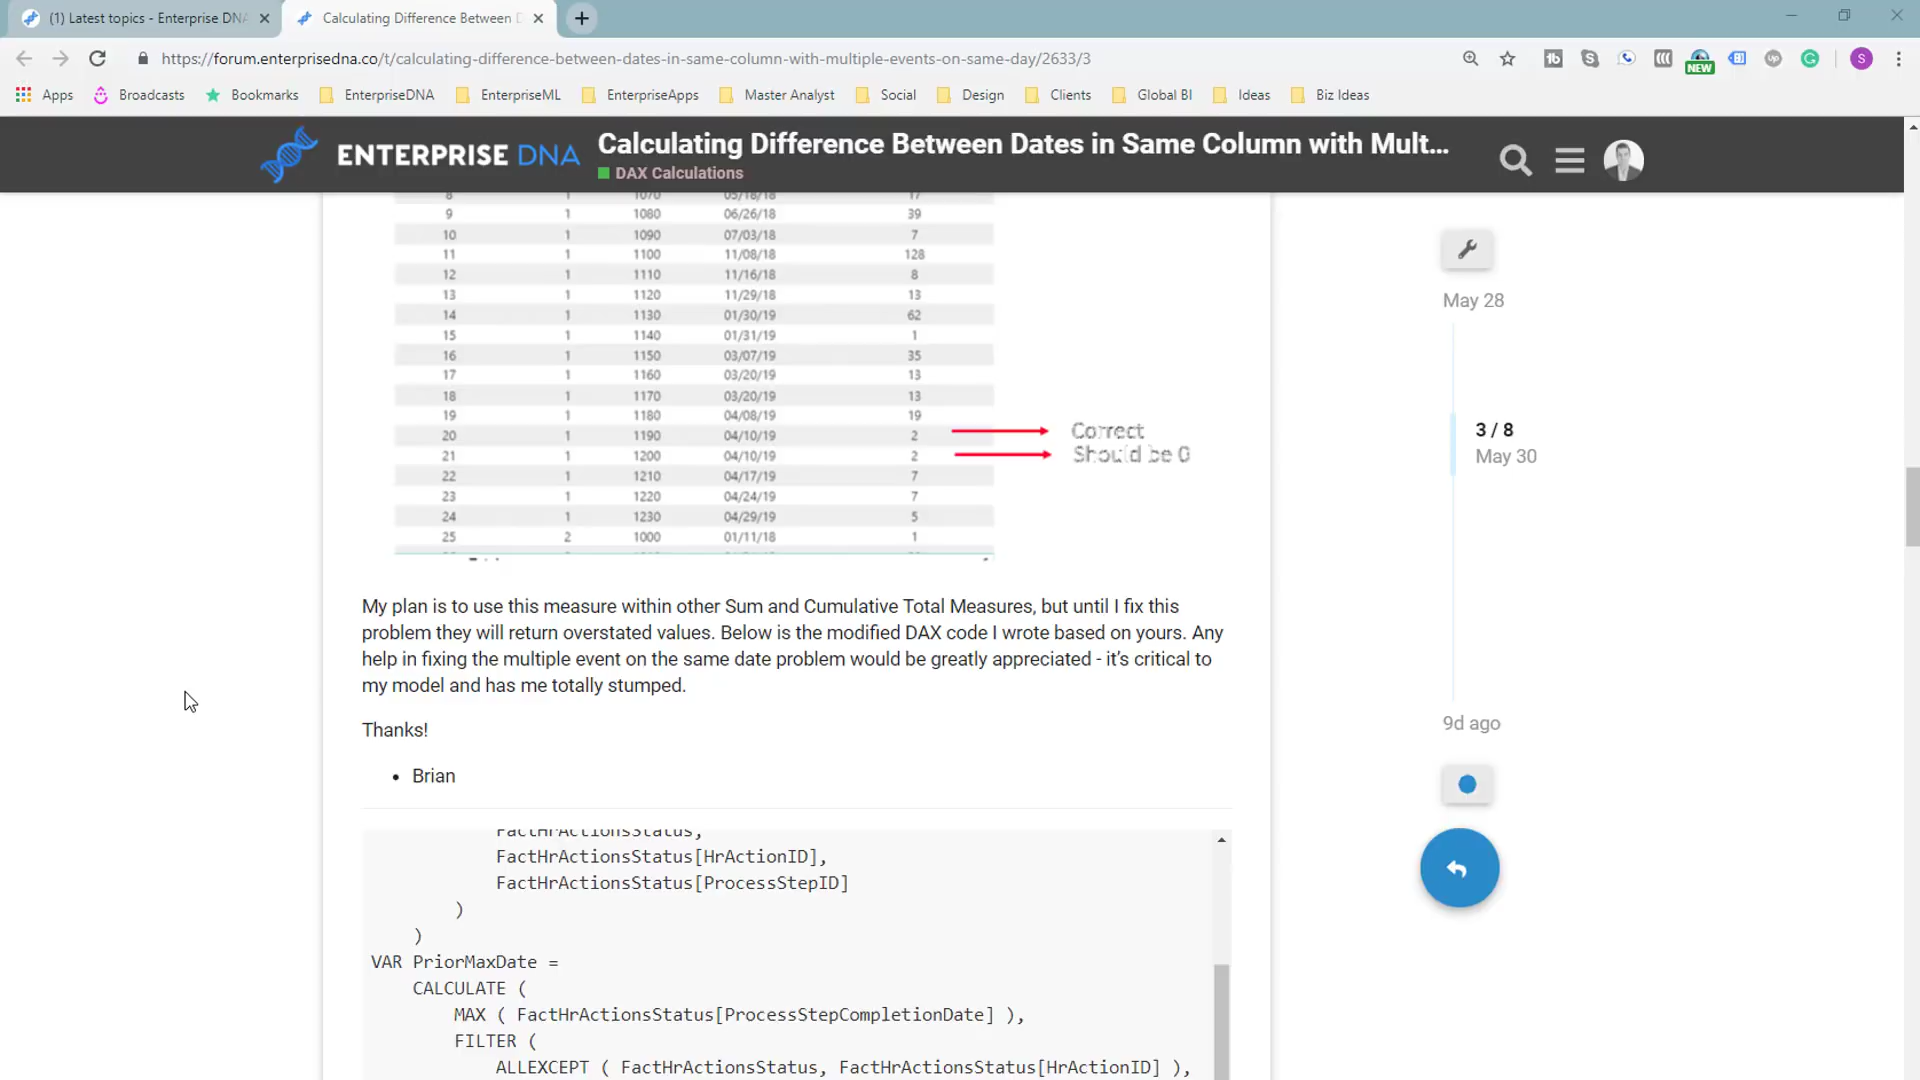 (1) Latest topics - Enterprise DNA
Calculating Difference Between D
https://forum.enterprisedna.co/t/calculating-difference-between-dates-in-same-column-with-multiple-events-on-same-day/2633/3
NEW
S
Apps
Broadcasts
Bookmarks
EnterpriseDNA
EnterpriseML
EnterpriseApps
Master Analyst
Social
Design
Clients
Global BI
Ideas
Biz Ideas
ENTERPRISE DNA
Calculating Difference Between Dates in Same Column with Mult...
DAX Calculations
8 1 1070 05/18/18 17
9 1 1080 06/26/18 39
10 1 1090 07/03/18 7
11 1 1100 11/08/18 128
12 1 1110 11/16/18 8
13 1 1120 11/29/18 13
14 1 1130 01/30/19 62
15 1 1140 01/31/19 1
16 1 1150 03/07/19 35
17 1 1160 03/20/19 13
18 1 1170 03/20/19 13
19 1 1180 04/08/19 19
20 1 1190 04/10/19 2 Correct
21 1 1200 04/10/19 2 Should be 0
22 1 1210 04/17/19 7
23 1 1220 04/24/19 7
24 1 1230 04/29/19 5
25 2 1000 01/11/18 1
My plan is to use this measure within other Sum and Cumulative Total Measures, but until I fix this
problem they will return overstated values. Below is the modified DAX code I wrote based on yours. Any
help in fixing the multiple event on the same date problem would be greatly appreciated - it's critical to
my model and has me totally stumped.
Thanks!
• Brian
FactHrActionsStatus,
FactHrActionsStatus[HrActionID],
FactHrActionsStatus[ProcessStepID]
)
)
VAR PriorMaxDate =
CALCULATE (
MAX ( FactHrActionsStatus[ProcessStepCompletionDate] ),
FILTER (
ALLEXCEPT ( FactHrActionsStatus, FactHrActionsStatus[HrActionID] ),
May 28
3 / 8
May 30
9d ago